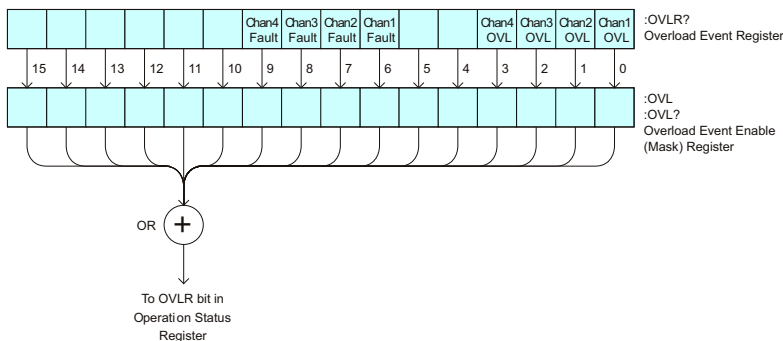 Chan4 Chan3 Chan2 Chan1 Chan4 Chan3 Chan2 Chan1
Fault Fault Fault Fault OVL OVL OVL OVL
:OVLR?
Overload Event Register
15 14 13 12 11 10 9 8 7 6 5 4 3 2 1 0
:OVL
:OVL?
Overload Event Enable
(Mask) Register
OR +
To OVLR bit in
Operation Status
Register